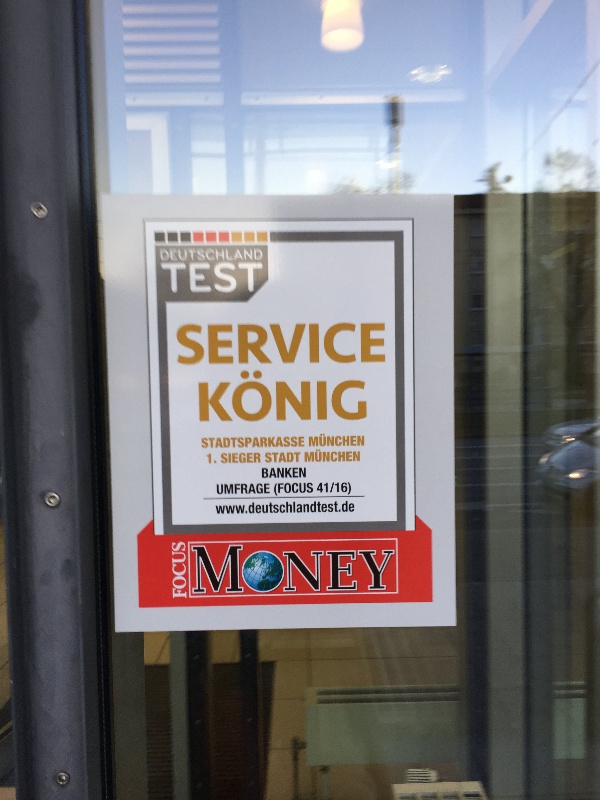 DEUTSCHLAND
TEST
SERVICE
KÖNIG
STADTSPARKASSE MÜNCHEN
1. SIEGER STADT MÜNCHEN
BANKEN
UMFRAGE (FOCUS 41/16)
www.deutschlandtest.de
FOCUS MONEY